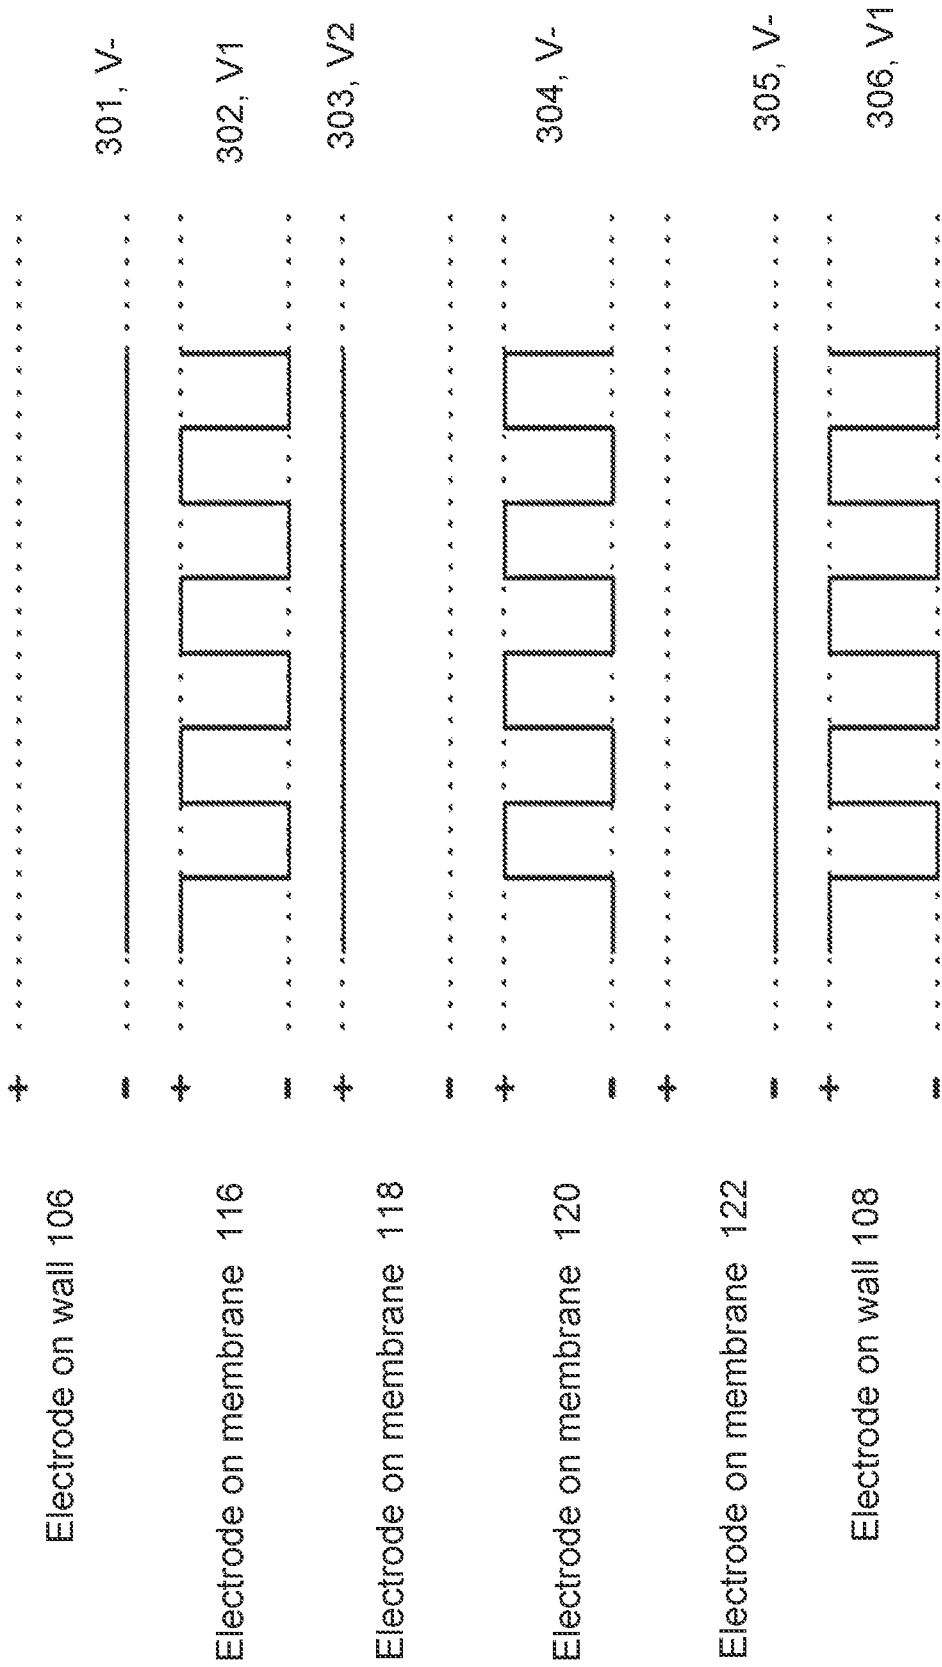 Electrode on wall 106
+
-
301, V-
Electrode on membrane 116
+
-
302, V1
Electrode on membrane 118
+
-
303, V2
Electrode on membrane 120
+
-
304, V-
Electrode on membrane 122
+
-
305, V-
Electrode on wall 108
+
-
306, V1